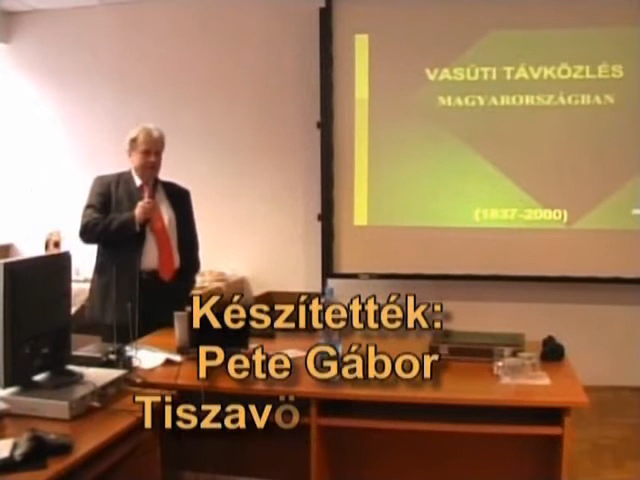 VASÚTI TÁVKÖZLÉS
MAGYARORSZÁGBAN
(1837-2000)
Készítették:
Pete Gábor
Tiszavö